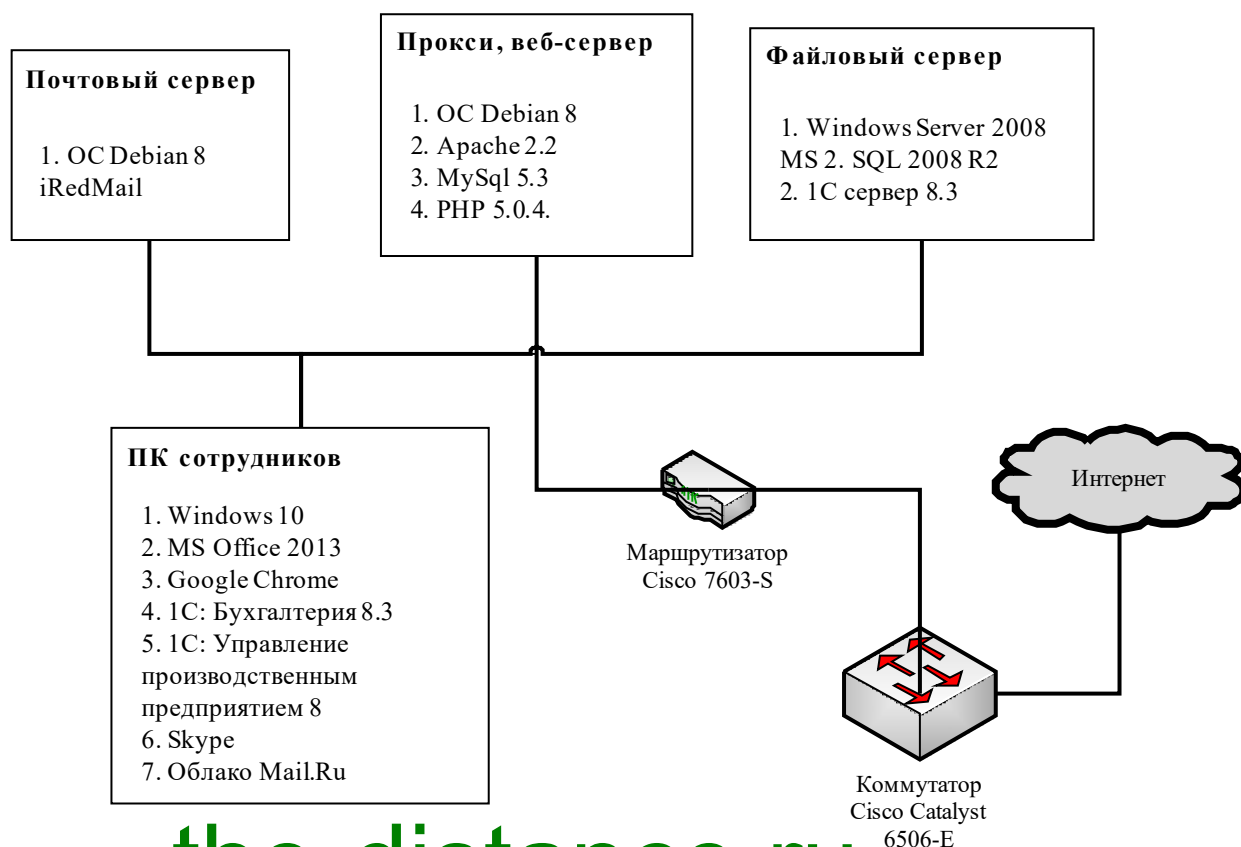 Почтовый сервер
1. ОС Debian 8
iRedMail
Прокси, веб-сервер
1. ОС Debian 8
2. Apache 2.2
3. MySql 5.3
4. PHP 5.0.4.
Файловый сервер
1. Windows Server 2008
MS 2. SQL 2008 R2
2. 1С сервер 8.3
ПК сотрудников
1. Windows 10
2. MS Office 2013
3. Google Chrome
4. 1С: Бухгалтерия 8.3
5. 1С: Управление
производственным
предприятием 8
6. Skype
7. Облако Mail.Ru
Маршрутизатор
Cisco 7603-S
Интернет
Коммутатор
Cisco Catalyst
6506-E
the-distance.ru